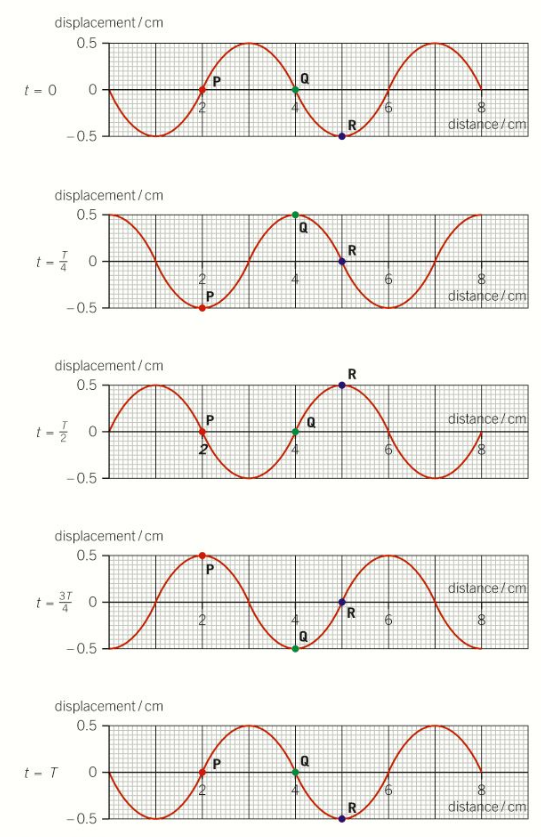 displacement / cm
0.5
P
Q
t = 0
0
2
4
6
8
R
distance / cm
−0.5
displacement / cm
0.5
Q
R
t = T/4
0
2
4
6
8
P
distance / cm
−0.5
displacement / cm
R
0.5
P
Q
distance / cm
t = T/2
0
2
4
6
8
−0.5
displacement / cm
0.5
P
distance / cm
t = 3T/4
0
2
4
R
6
8
Q
−0.5
displacement / cm
0.5
P
Q
t = T
0
2
4
6
8
R
distance / cm
−0.5